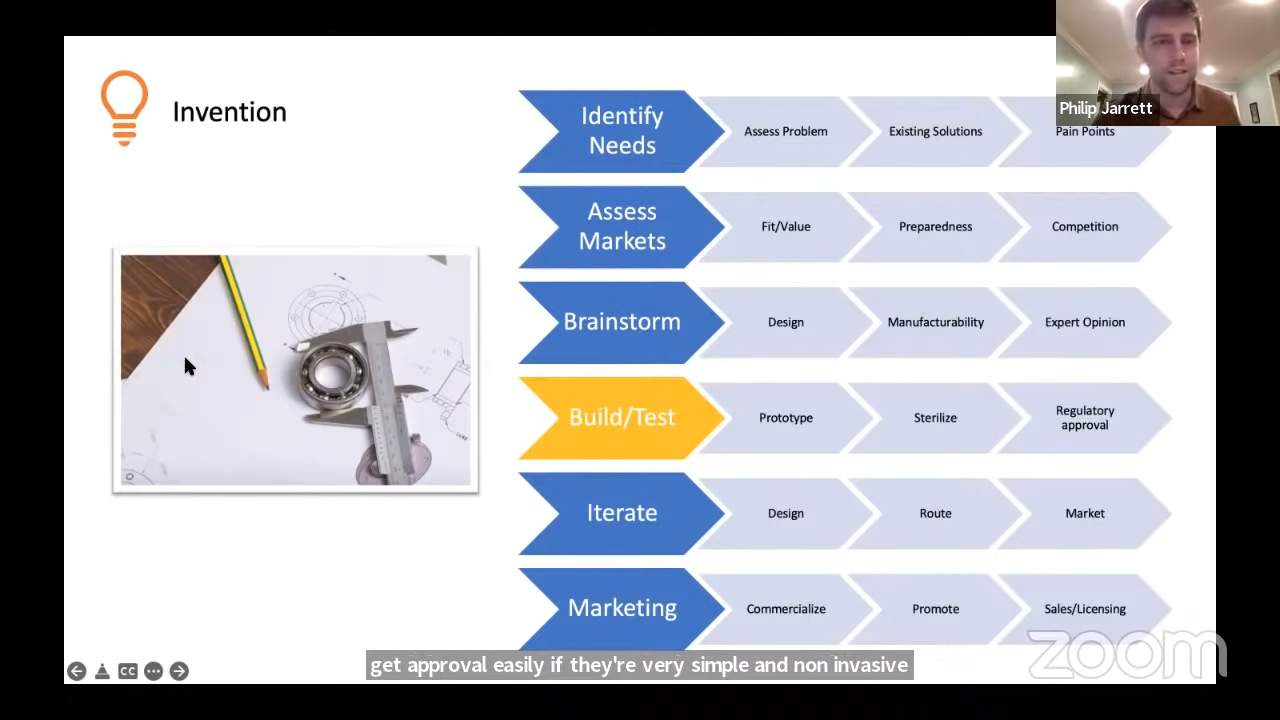 Philip Jarrett
Invention
Identify
Needs
Assess Problem
Existing Solutions
Pain Points
Assess
Markets
Fit/Value
Preparedness
Competition
Brainstorm
Design
Manufacturability
Expert Opinion
Build/Test
Prototype
Sterilize
Regulatory
approval
Iterate
Design
Route
Market
Marketing
Commercialize
Promote
Sales/Licensing
get approval easily if they're very simple and non invasive
CC
zoom